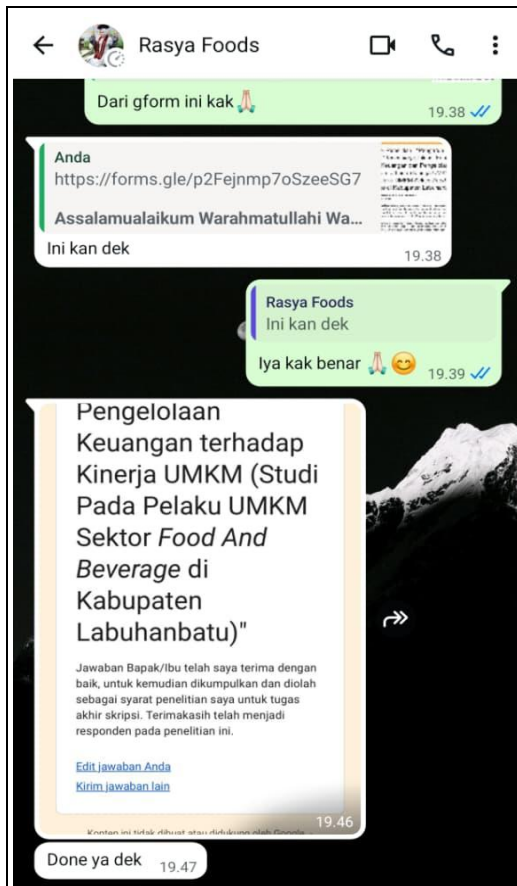 Rasya Foods
Dari gform ini kak🙏🏻
19.38
Anda
https://forms.gle/p2Fejnmp7oSzeeSG7
Assalamualaikum Warahmatullahi Wa...
Ini kan dek
19.38
Rasya Foods
Ini kan dek
Iya kak benar 🙏🏻😊
19.39
Pengelolaan
Keuangan terhadap
Kinerja UMKM (Studi
Pada Pelaku UMKM
Sektor Food And
Beverage di
Kabupaten
Labuhanbatu)"
Jawaban Bapak/Ibu telah saya terima dengan
baik, untuk kemudian dikumpulkan dan diolah
sebagai syarat penelitian saya untuk tugas
akhir skripsi. Terimakasih telah menjadi
responden pada penelitian ini.
Edit jawaban Anda
Kirim jawaban lain
19.46
Konten ini tidak dibuat atau didukung oleh Google
Done ya dek
19.47